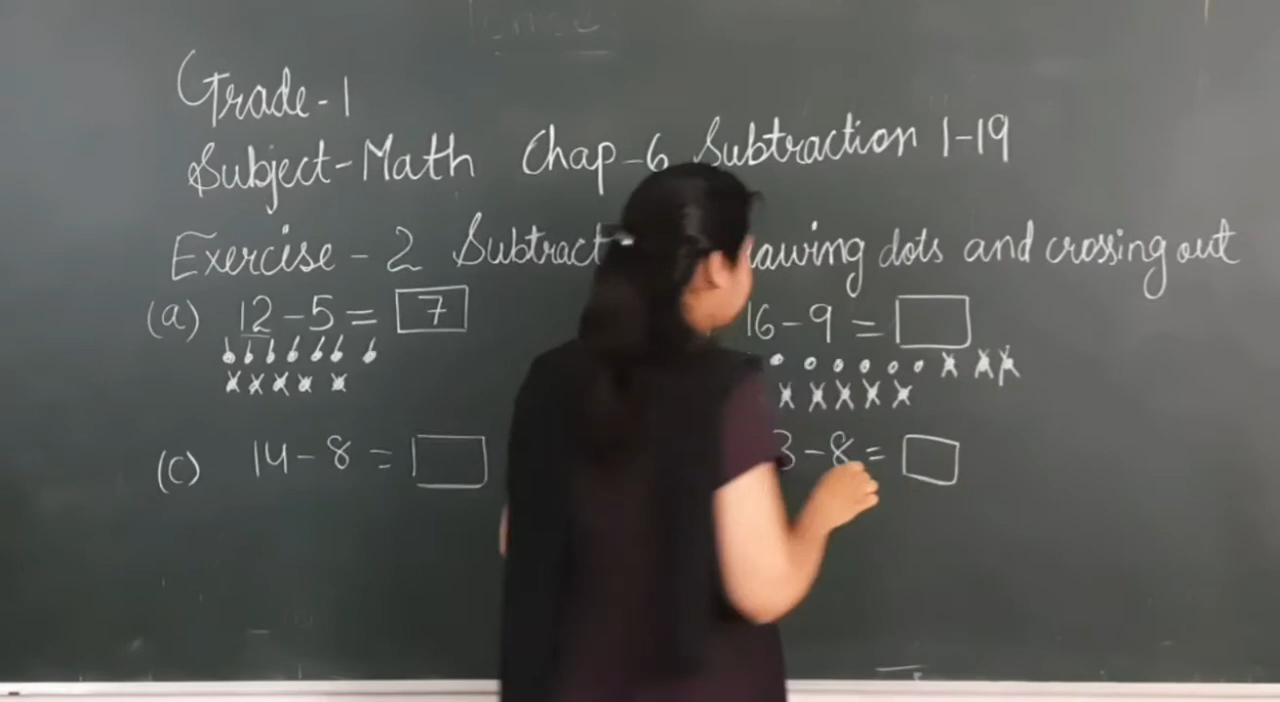 Grade-1
Subject-Math Chap-6 Subtraction 1-19
Exercise-2 Subtract dots and crossing out
(a) 12-5= 7 16-9=
(c) 14-8= 3-8=